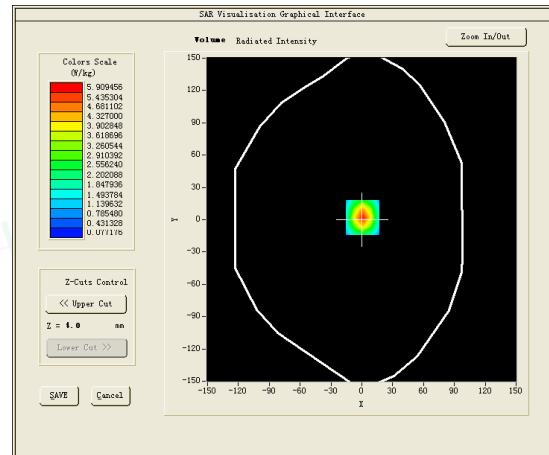 SAR Visualisation Graphical Interface
Volume Radiated Intensity
Zoom In/Out
Colors Scale
(W/kg)
5.909456
5.435304
4.681102
4.327000
3.902848
3.618696
3.260544
2.910392
2.556240
2.202088
1.847936
1.493784
1.139632
0.785480
0.431328
0.077176
Z-Cuts Control
<< Upper Cut
Z = 4.0 mm
Lower Cut >>
SAVE
Cancel
150
120
90
60
30
0
-30
-60
-90
-120
-150
Y
-150 -120 -90 -60 -30 0 30 60 90 120 150
X